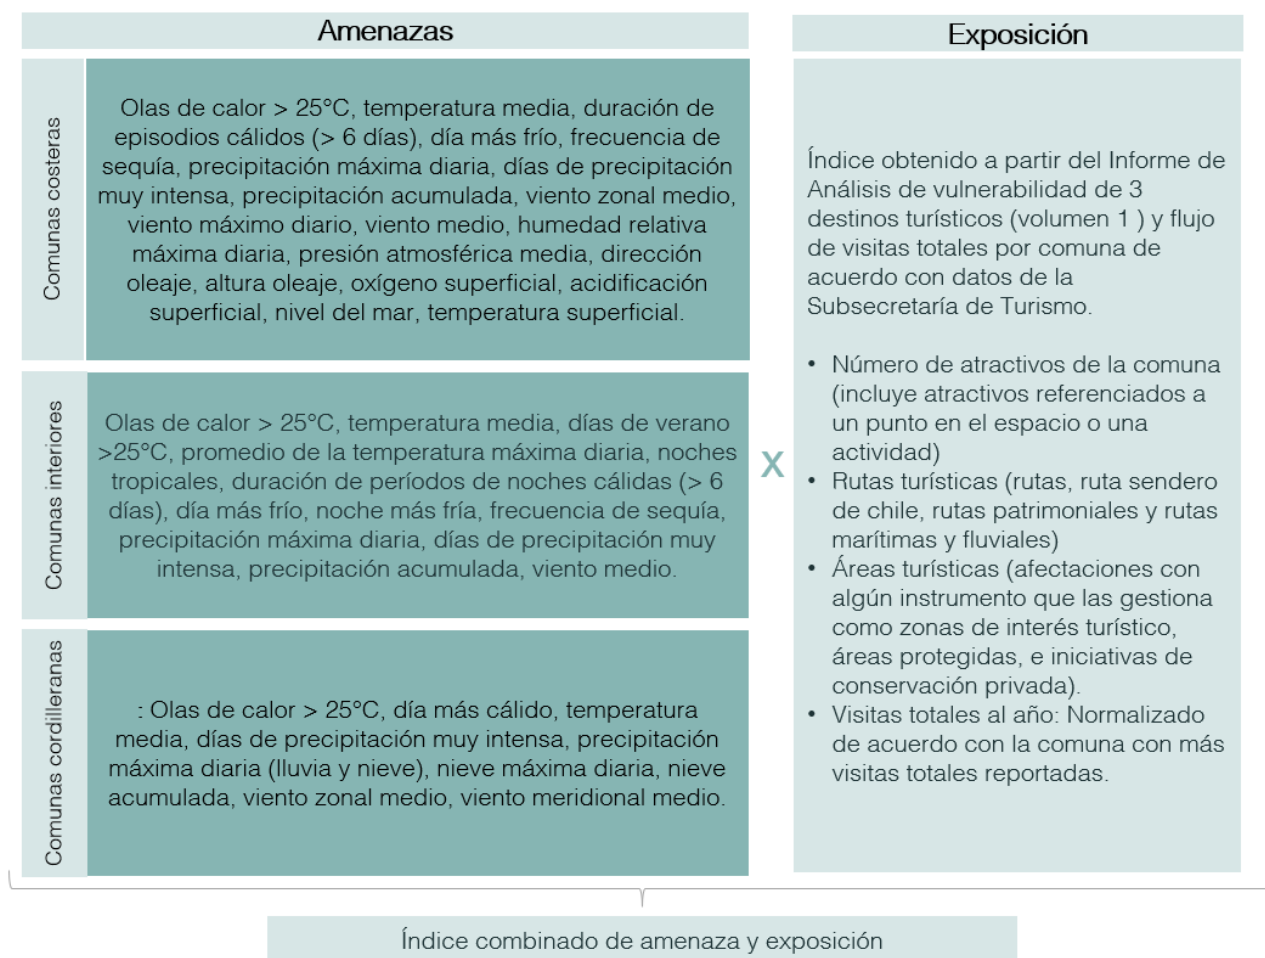 Amenazas
Comunas costeras
Olas de calor > 25°C, temperatura media, duración de
episodios cálidos (> 6 días), día más frío, frecuencia de
sequía, precipitación máxima diaria, días de precipitación
muy intensa, precipitación acumulada, viento zonal medio,
viento máximo diario, viento medio, humedad relativa
máxima diaria, presión atmosférica media, dirección
oleaje, altura oleaje, oxígeno superficial, acidificación
superficial, nivel del mar, temperatura superficial.
Comunas interiores
Olas de calor > 25°C, temperatura media, días de verano
>25°C, promedio de la temperatura máxima diaria, noches
tropicales, duración de períodos de noches cálidas (> 6
días), día más frío, noche más fría, frecuencia de sequía,
precipitación máxima diaria, días de precipitación muy
intensa, precipitación acumulada, viento medio.
Comunas cordilleranas
: Olas de calor > 25°C, día más cálido, temperatura
media, días de precipitación muy intensa, precipitación
máxima diaria (lluvia y nieve), nieve máxima diaria, nieve
acumulada, viento zonal medio, viento meridional medio.
X
Exposición
Índice obtenido a partir del Informe de
Análisis de vulnerabilidad de 3
destinos turísticos (volumen 1 ) y flujo
de visitas totales por comuna de
acuerdo con datos de la
Subsecretaría de Turismo.
• Número de atractivos de la comuna
(incluye atractivos referenciados a
un punto en el espacio o una
actividad)
• Rutas turísticas (rutas, ruta sendero
de chile, rutas patrimoniales y rutas
marítimas y fluviales)
• Áreas turísticas (afectaciones con
algún instrumento que las gestiona
como zonas de interés turístico,
áreas protegidas, e iniciativas de
conservación privada).
• Visitas totales al año: Normalizado
de acuerdo con la comuna con más
visitas totales reportadas.
Índice combinado de amenaza y exposición